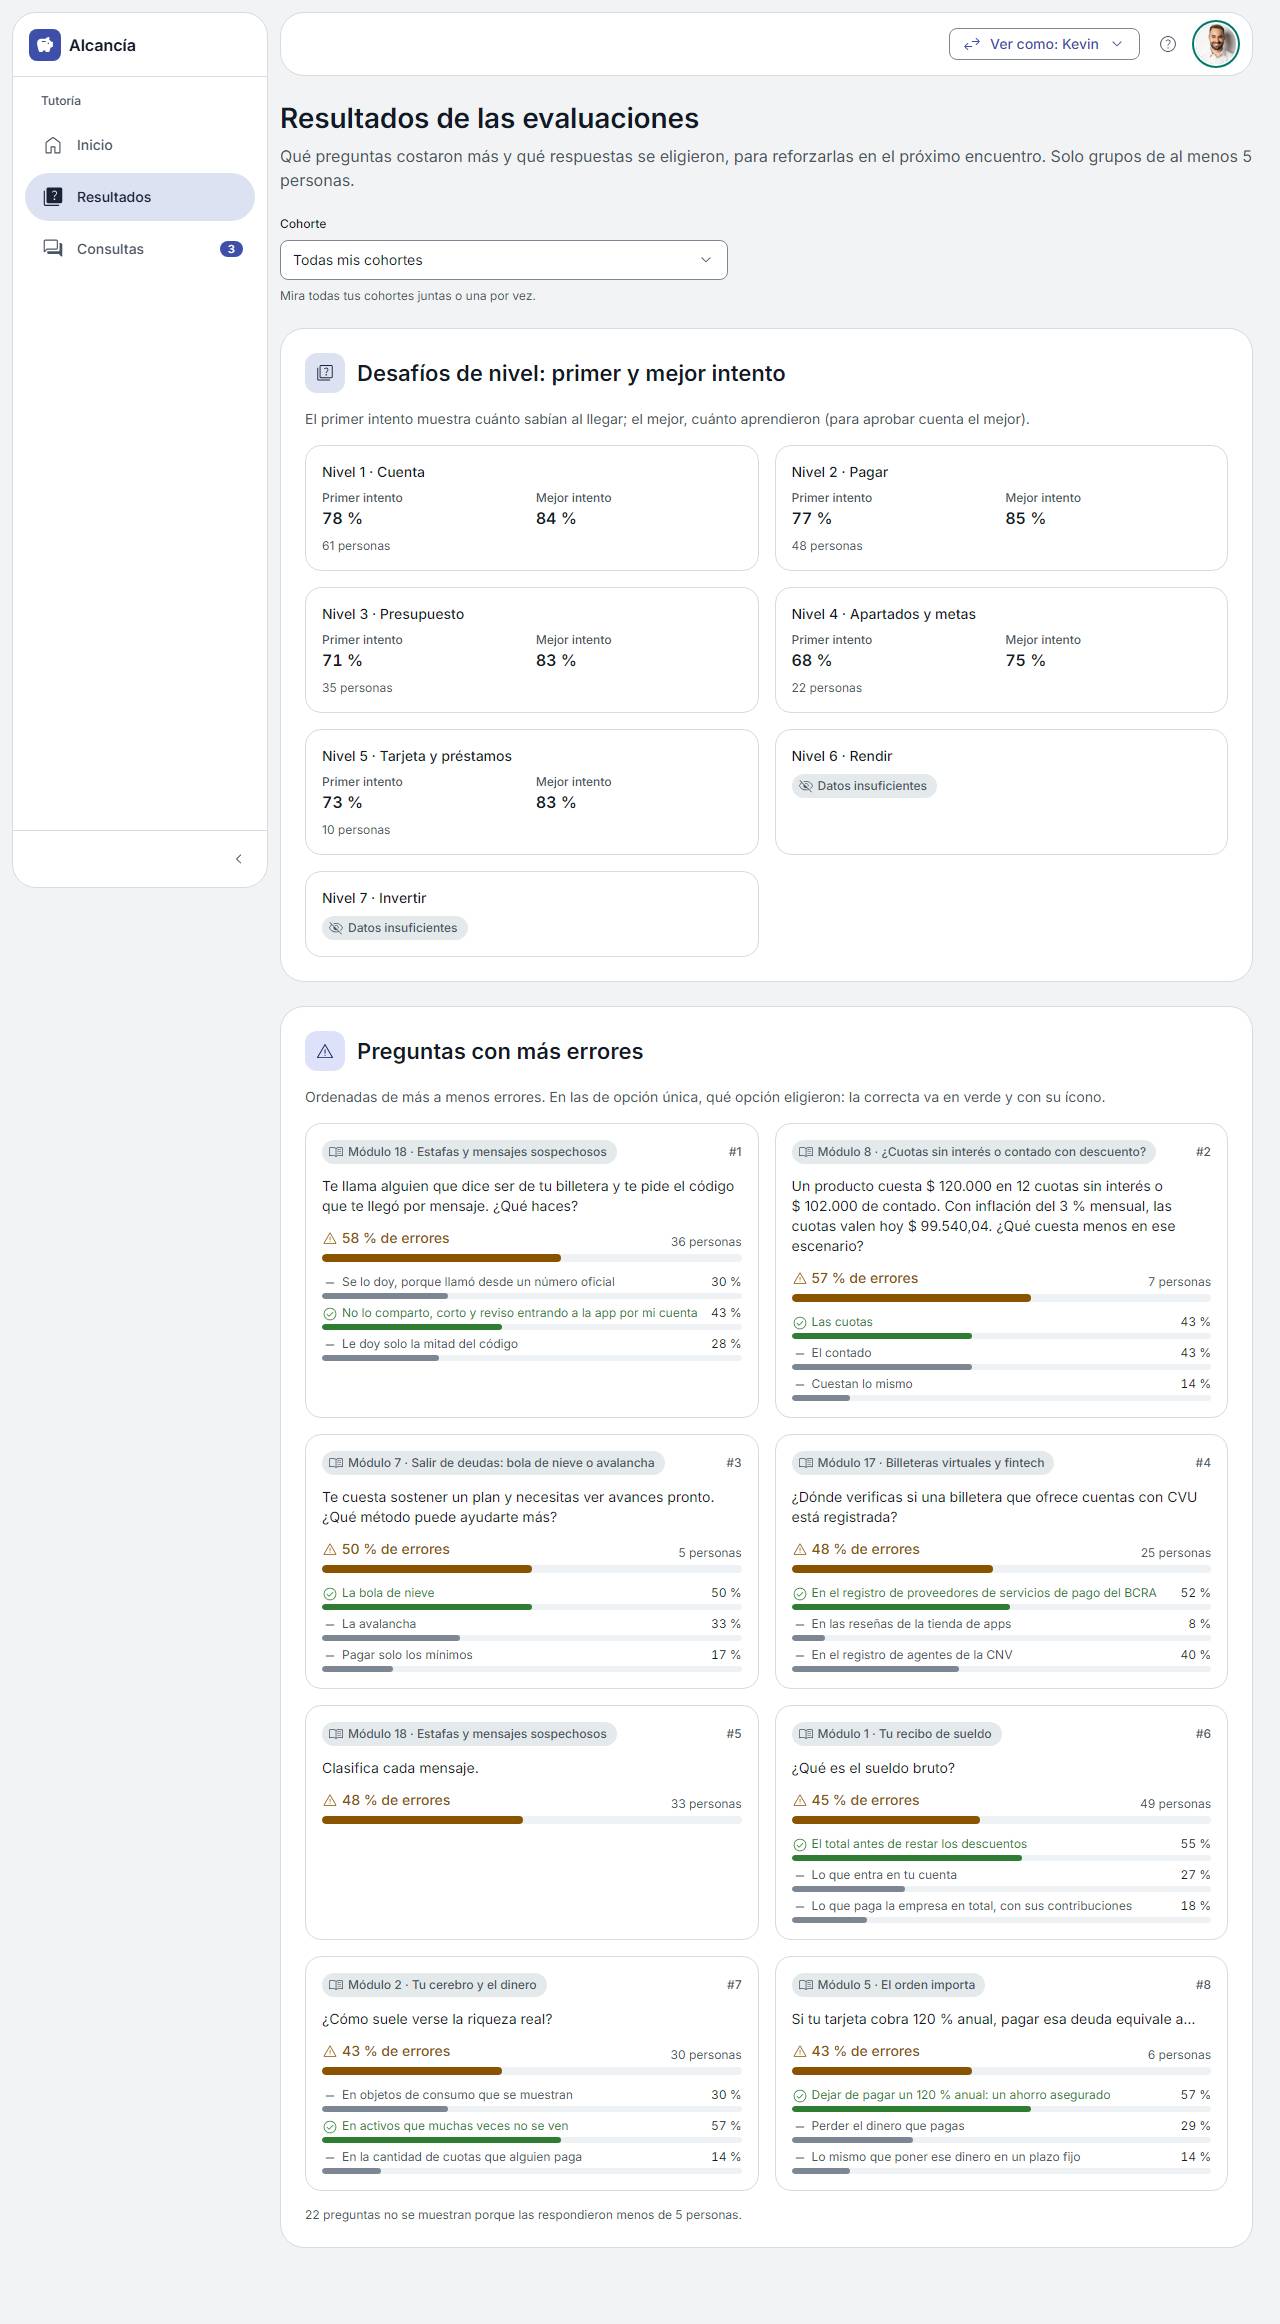 Alcancía
Ver como: Kevin
Tutoría
Inicio
Resultados
Consultas
3
Resultados de las evaluaciones
Qué preguntas costaron más y qué respuestas se eligieron, para reforzarlas en el próximo encuentro. Solo grupos de al menos 5
personas.
Cohorte
Todas mis cohortes
Mira todas tus cohortes juntas o una por vez.
Desafíos de nivel: primer y mejor intento
El primer intento muestra cuánto sabían al llegar; el mejor, cuánto aprendieron (para aprobar cuenta el mejor).
Nivel 1 · Cuenta
Primer intento
Mejor intento
78 %
84 %
61 personas
Nivel 2 · Pagar
Primer intento
Mejor intento
77 %
85 %
48 personas
Nivel 3 · Presupuesto
Primer intento
Mejor intento
71 %
83 %
35 personas
Nivel 4 · Apartados y metas
Primer intento
Mejor intento
68 %
75 %
22 personas
Nivel 5 · Tarjeta y préstamos
Primer intento
Mejor intento
73 %
83 %
10 personas
Nivel 6 · Rendir
Datos insuficientes
Nivel 7 · Invertir
Datos insuficientes
Preguntas con más errores
Ordenadas de más a menos errores. En las de opción única, qué opción eligieron: la correcta va en verde y con su ícono.
Módulo 18 · Estafas y mensajes sospechosos
#1
Te llama alguien que dice ser de tu billetera y te pide el código
que te llegó por mensaje. ¿Qué haces?
58 % de errores
36 personas
Se lo doy, porque llamó desde un número oficial
30 %
No lo comparto, corto y reviso entrando a la app por mi cuenta
43 %
Le doy solo la mitad del código
28 %
Módulo 8 · ¿Cuotas sin interés o contado con descuento?
#2
Un producto cuesta $ 120.000 en 12 cuotas sin interés o
$ 102.000 de contado. Con inflación del 3 % mensual, las
cuotas valen hoy $ 99.540,04. ¿Qué cuesta menos en ese
escenario?
57 % de errores
7 personas
Las cuotas
43 %
El contado
43 %
Cuestan lo mismo
14 %
Módulo 7 · Salir de deudas: bola de nieve o avalancha
#3
Te cuesta sostener un plan y necesitas ver avances pronto.
¿Qué método puede ayudarte más?
50 % de errores
5 personas
La bola de nieve
50 %
La avalancha
33 %
Pagar solo los mínimos
17 %
Módulo 17 · Billeteras virtuales y fintech
#4
¿Dónde verificas si una billetera que ofrece cuentas con CVU
está registrada?
48 % de errores
25 personas
En el registro de proveedores de servicios de pago del BCRA
52 %
En las reseñas de la tienda de apps
8 %
En el registro de agentes de la CNV
40 %
Módulo 18 · Estafas y mensajes sospechosos
#5
Clasifica cada mensaje.
48 % de errores
33 personas
Módulo 1 · Tu recibo de sueldo
#6
¿Qué es el sueldo bruto?
45 % de errores
49 personas
El total antes de restar los descuentos
55 %
Lo que entra en tu cuenta
27 %
Lo que paga la empresa en total, con sus contribuciones
18 %
Módulo 2 · Tu cerebro y el dinero
#7
¿Cómo suele verse la riqueza real?
43 % de errores
30 personas
En objetos de consumo que se muestran
30 %
En activos que muchas veces no se ven
57 %
En la cantidad de cuotas que alguien paga
14 %
Módulo 5 · El orden importa
#8
Si tu tarjeta cobra 120 % anual, pagar esa deuda equivale a...
43 % de errores
6 personas
Dejar de pagar un 120 % anual: un ahorro asegurado
57 %
Perder el dinero que pagas
29 %
Lo mismo que poner ese dinero en un plazo fijo
14 %
22 preguntas no se muestran porque las respondieron menos de 5 personas.